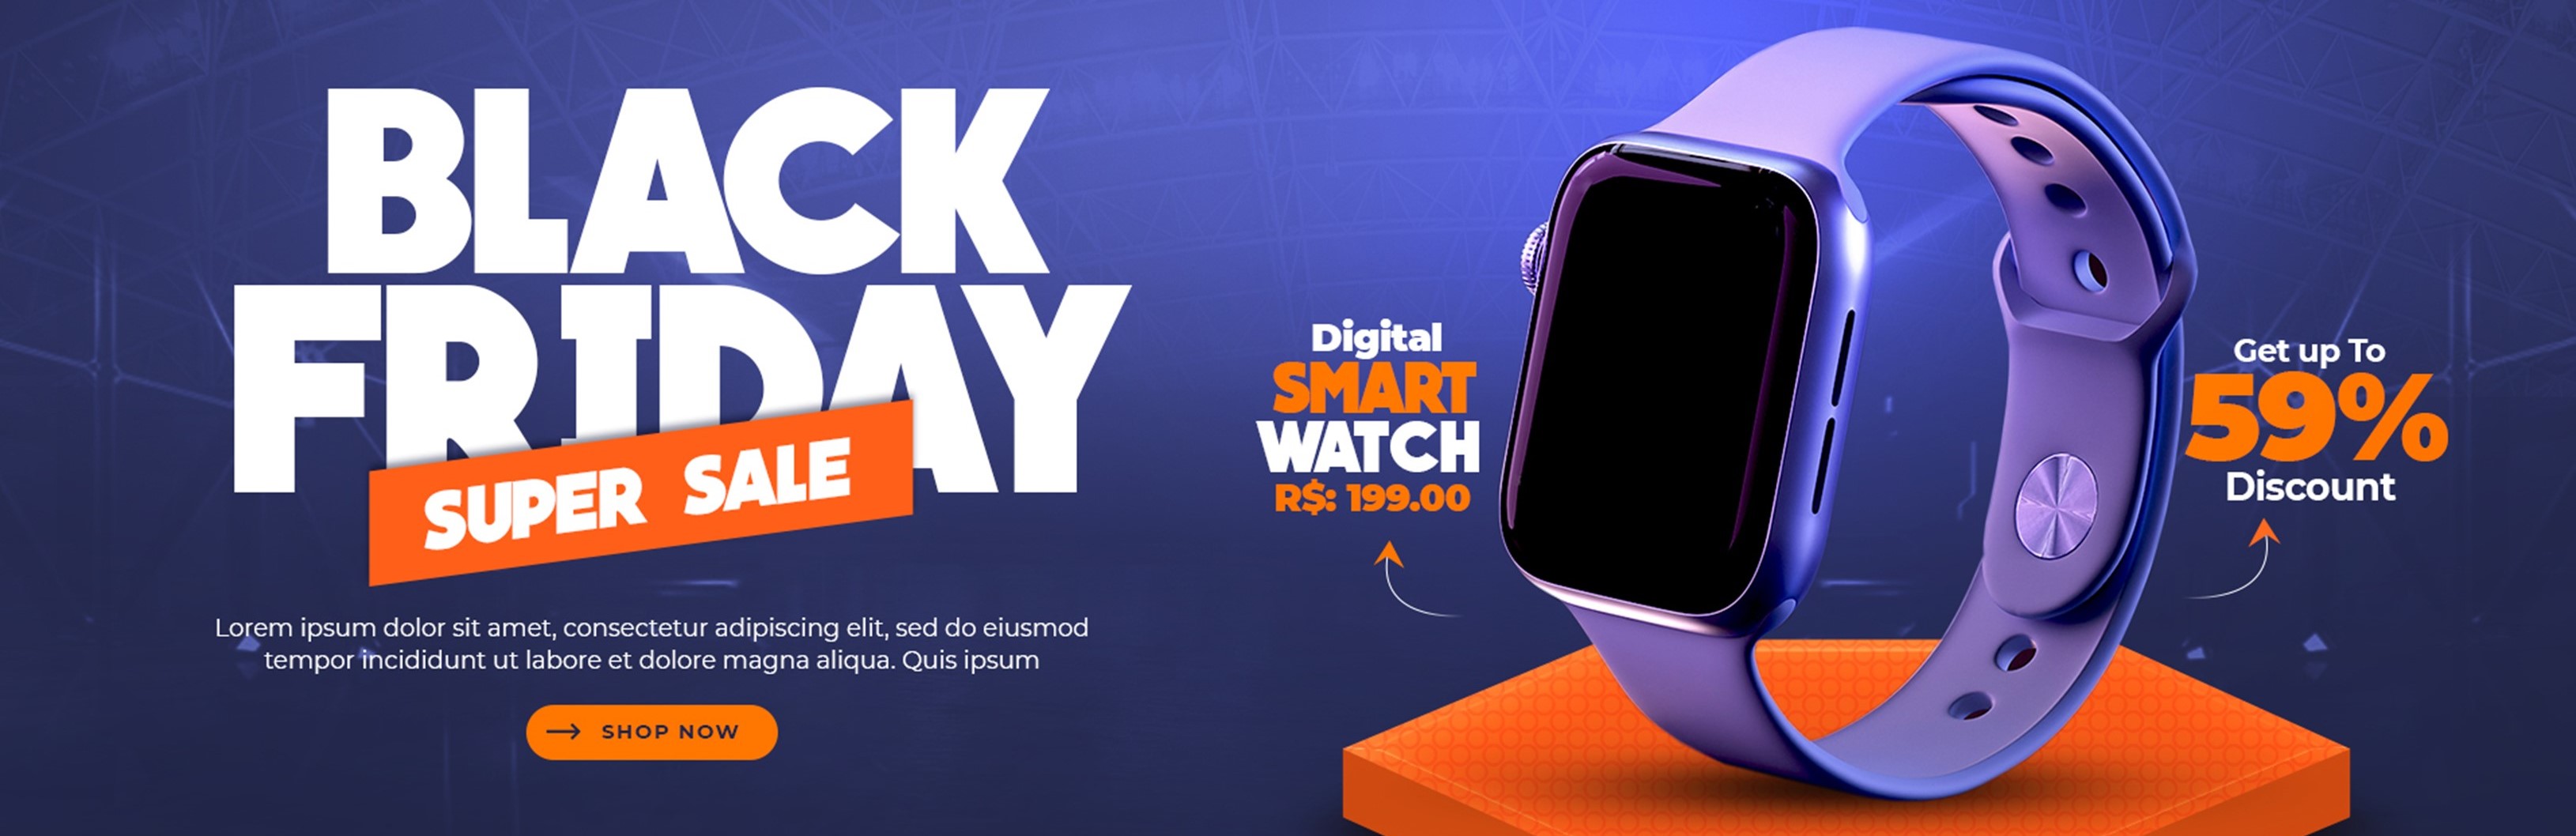 BLACK
FRIDAY
SUPER SALE
Lorem ipsum dolor sit amet, consectetur adipiscing elit, sed do eiusmod
tempor incididunt ut labore et dolore magna aliqua. Quis ipsum
SHOP NOW
Digital
SMART
WATCH
R$: 199.00
Get up To
59%
Discount